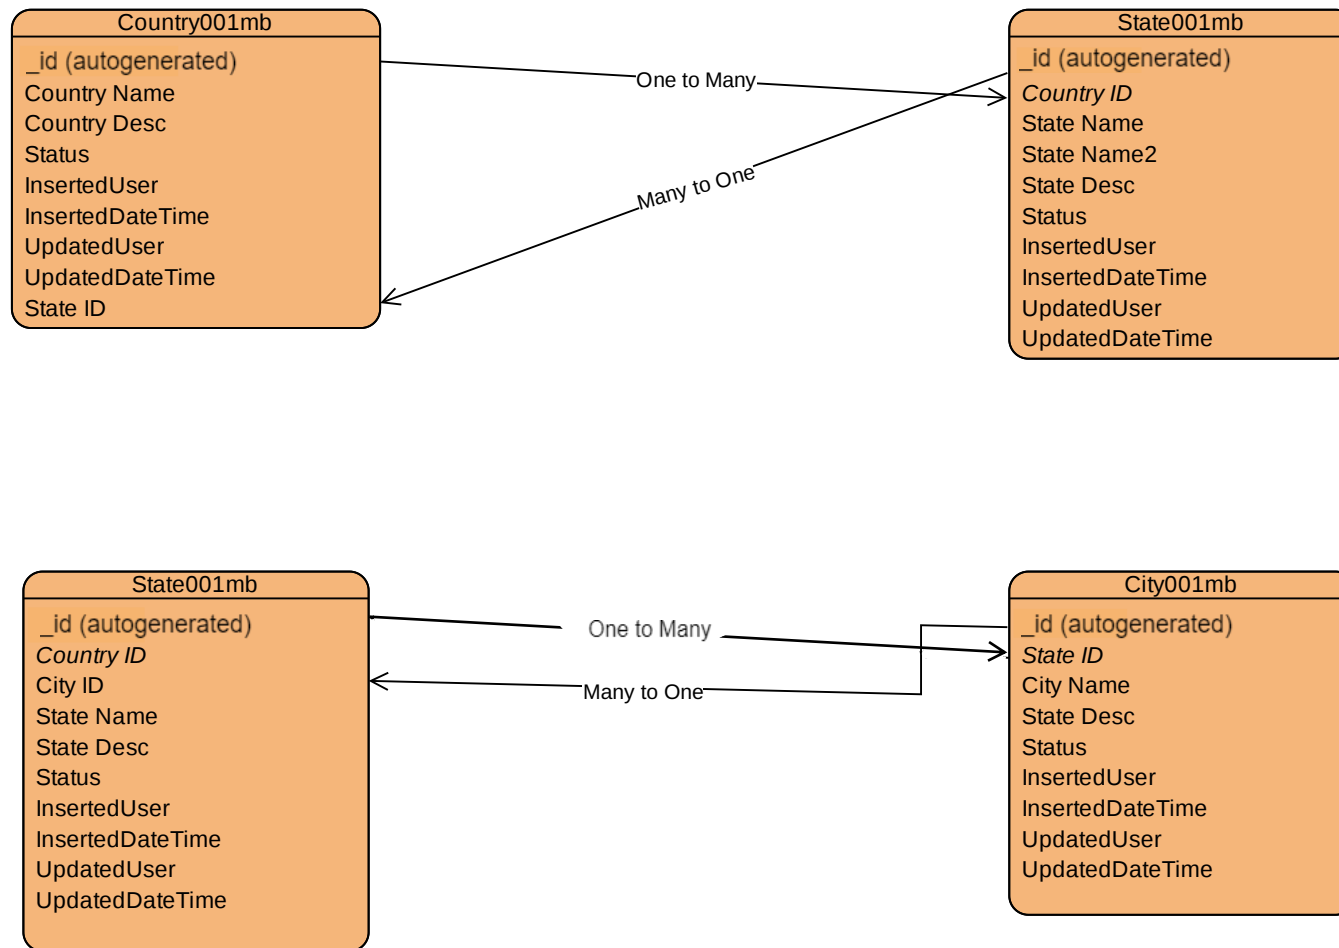 Country001mb
_id (autogenerated)
Country Name
Country Desc
Status
InsertedUser
InsertedDateTime
UpdatedUser
UpdatedDateTime
State ID
One to Many
Many to One
State001mb
_id (autogenerated)
Country ID
State Name
State Name2
State Desc
Status
InsertedUser
InsertedDateTime
UpdatedUser
UpdatedDateTime
State001mb
_id (autogenerated)
Country ID
City ID
State Name
State Desc
Status
InsertedUser
InsertedDateTime
UpdatedUser
UpdatedDateTime
One to Many
Many to One
City001mb
_id (autogenerated)
State ID
City Name
State Desc
Status
InsertedUser
InsertedDateTime
UpdatedUser
UpdatedDateTime